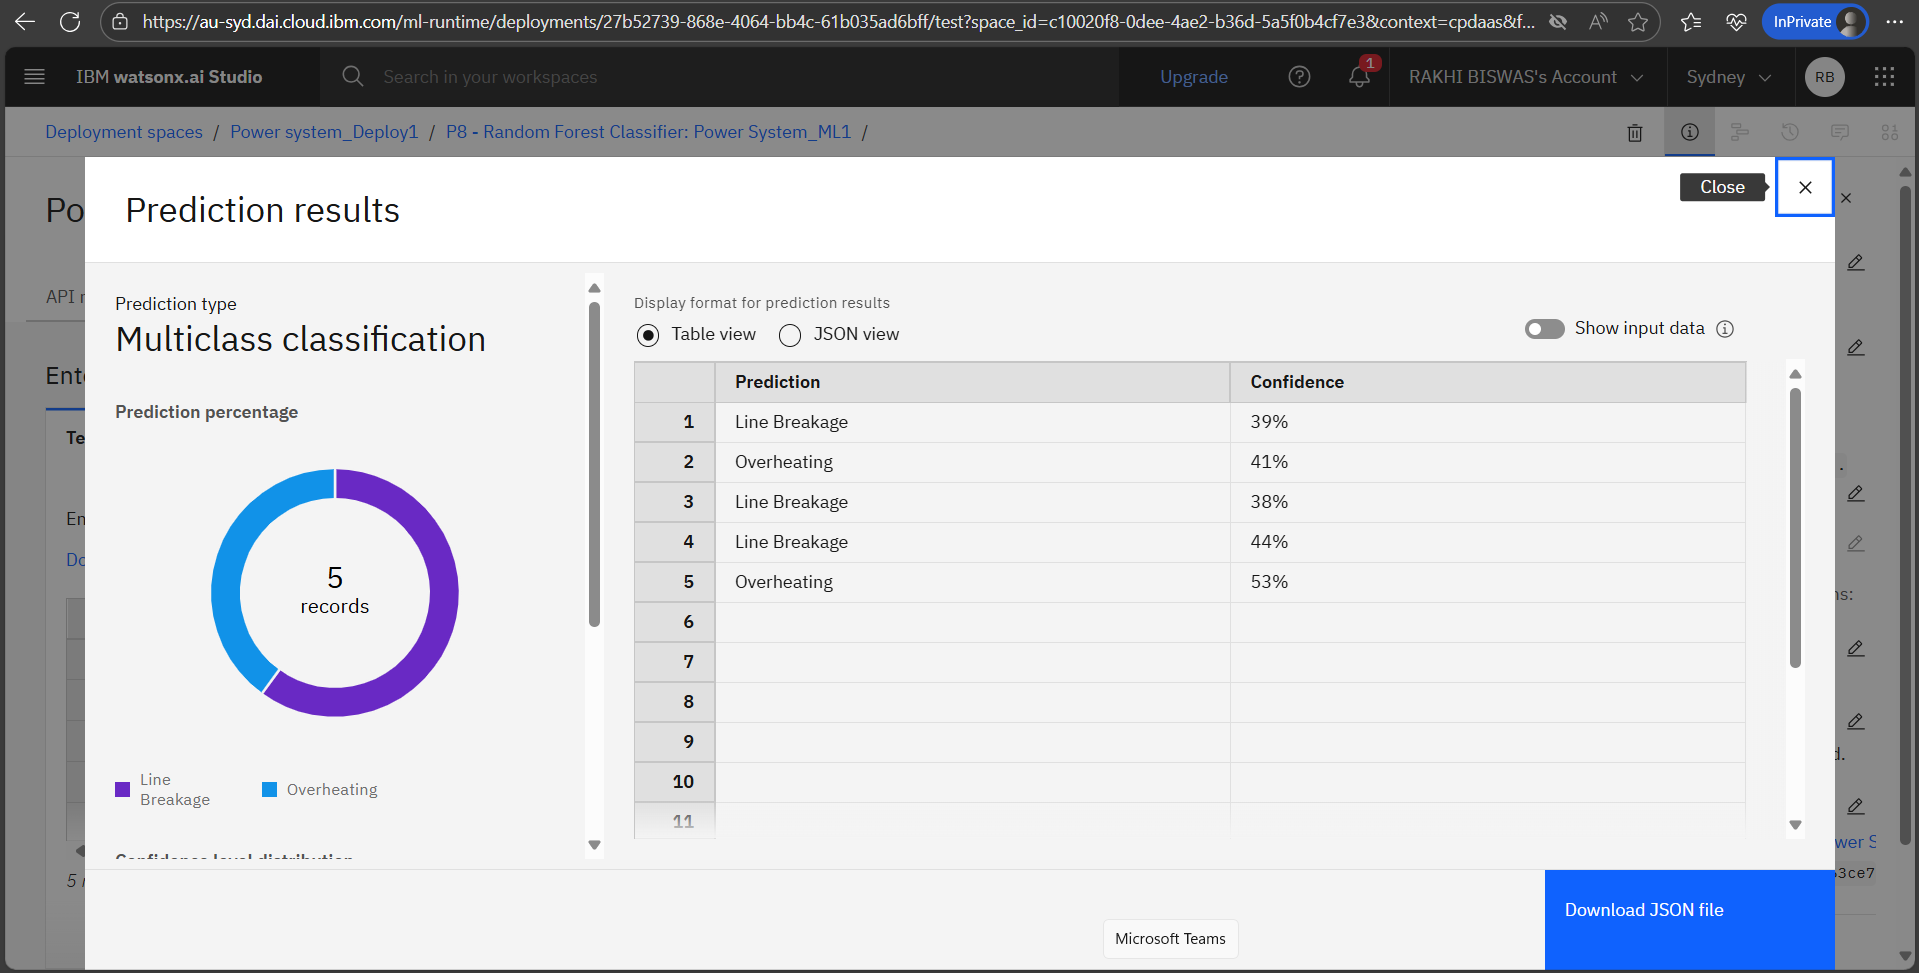 https://au-syd.dai.cloud.ibm.com/ml-runtime/deployments/27b52739-868e-4064-bb4c-61b035ad6bff/test?space_id=c10020f8-0dee-4ae2-b36d-5a5f0b4cf7e3&context=cpdaas&f...
InPrivate
IBM watsonx.ai Studio
Search in your workspaces
Upgrade
1
RAKHI BISWAS's Account
Sydney
RB
Deployment spaces / Power system_Deploy1 / P8 - Random Forest Classifier: Power System_ML1 /
Po
Prediction results
Close
API r
Prediction type
Multiclass classification
Display format for prediction results
Table view
JSON view
Show input data
Ente
Prediction percentage
Prediction Confidence
1 Line Breakage 39%
2 Overheating 41%
3 Line Breakage 38%
4 Line Breakage 44%
5 Overheating 53%
6
7
8
9
10
11
Te
En
Do
5
records
Line
Breakage
Overheating
Confidence level distribution
5 r
ns:
d.
wer S
3ce7
Download JSON file
Microsoft Teams